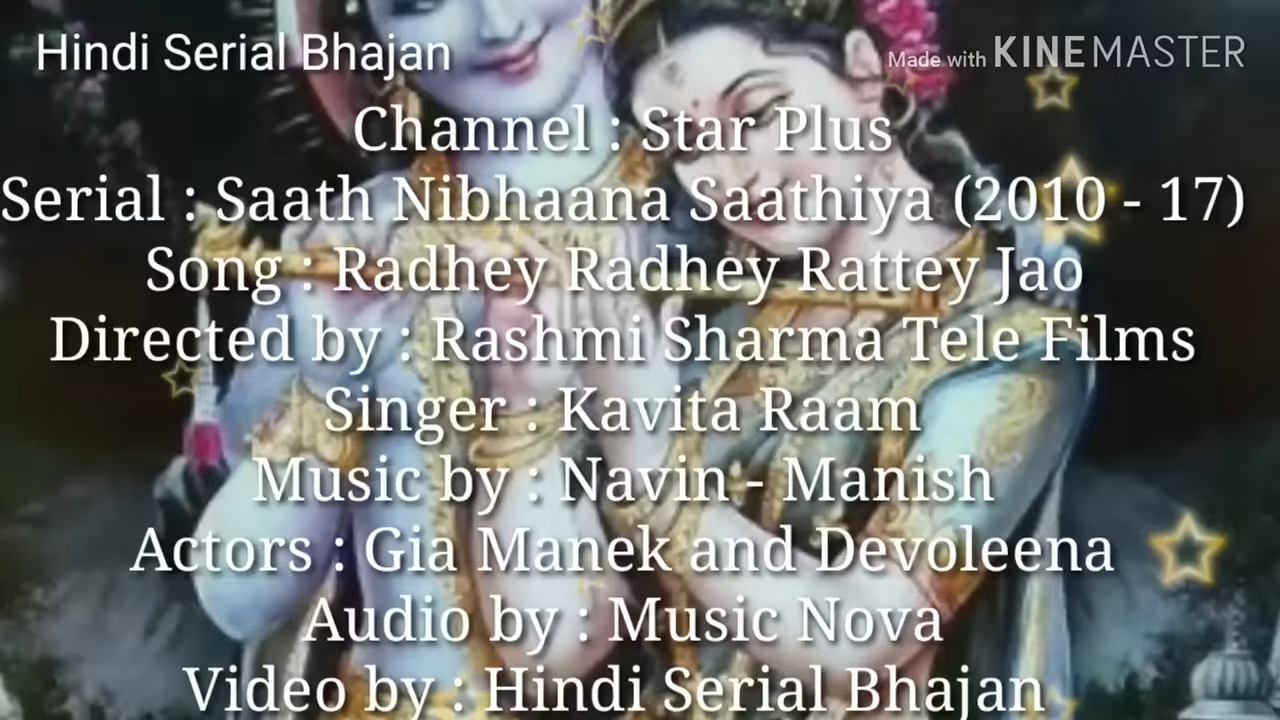 Hindi Serial Bhajan
Made with KINEMASTER
Channel : Star Plus
Serial : Saath Nibhaana Saathiya (2010 - 17)
Song : Radhey Radhey Rattey Jao
Directed by : Rashmi Sharma Tele Films
Singer : Kavita Raam
Music by : Navin - Manish
Actors : Gia Manek and Devoleena
Audio by : Music Nova
Video by : Hindi Serial Bhajan